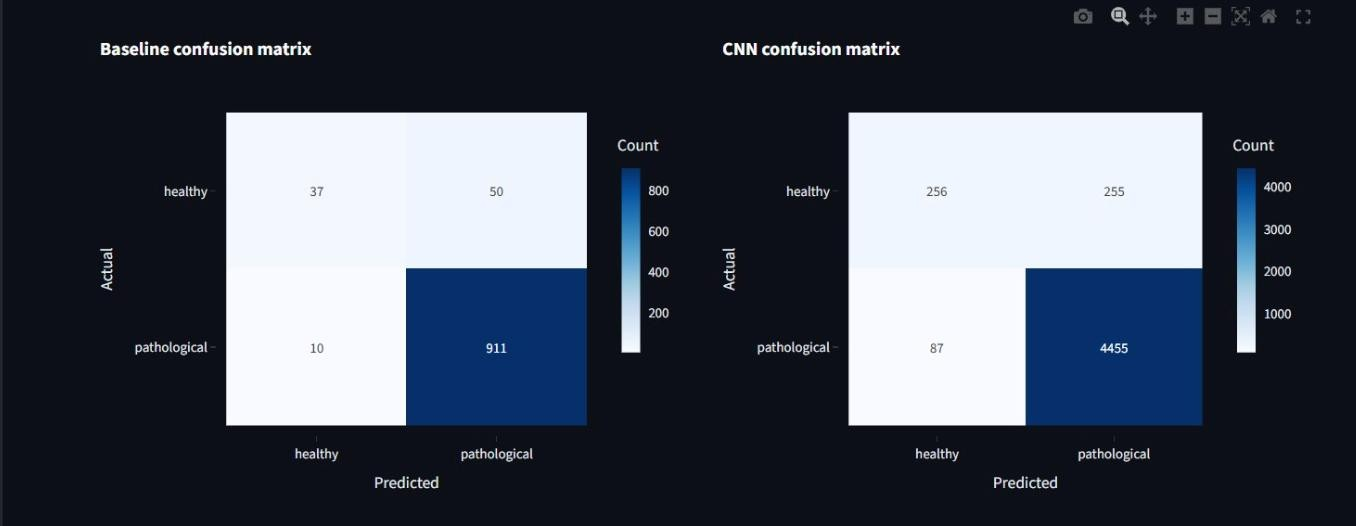 Baseline confusion matrix
CNN confusion matrix
Count
healthy
37
50
800
600
Actual
400
200
pathological
10
911
healthy
pathological
Predicted
Count
healthy
256
255
4000
3000
Actual
2000
1000
pathological
87
4455
healthy
pathological
Predicted